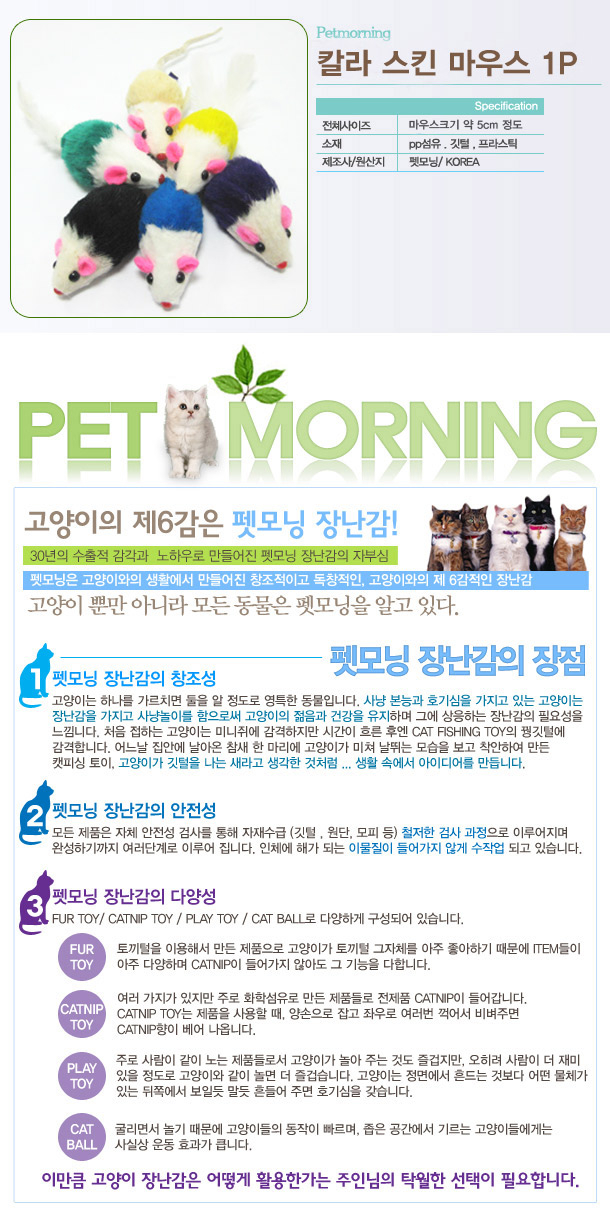 Petmorning
칼라 스킨 마우스 1P
Specification
전체사이즈 마우스크기 약 5cm 정도
소재 pp섬유 . 깃털 , 프라스틱
제조사/원산지 펫모닝/ KOREA
PET MORNING
고양이의 제6감은 펫모닝 장난감!
30년의 수출적 감각과 노하우로 만들어진 펫모닝 장난감의 자부심
펫모닝은 고양이와의 생활에서 만들어진 창조적이고 독창적인, 고양이와의 제 6감적인 장난감
고양이 뿐만 아니라 모든 동물은 펫모닝을 알고 있다.
펫모닝 장난감의 장점
1 펫모닝 장난감의 창조성
고양이는 하나를 가르치면 둘을 알 정도로 영특한 동물입니다. 사냥 본능과 호기심을 가지고 있는 고양이는
장난감을 가지고 사냥놀이를 함으로써 고양이의 젊음과 건강을 유지하며 그에 상응하는 장난감의 필요성을
느낍니다. 처음 접하는 고양이는 미니쥐에 감격하지만 시간이 흐른 후엔 CAT FISHING TOY의 꿩깃털에
감격합니다. 어느날 집안에 날아온 참새 한 마리에 고양이가 미쳐 날뛰는 모습을 보고 착안하여 만든
캣피싱 토이, 고양이가 깃털을 나는 새라고 생각한 것처럼 ... 생활 속에서 아이디어를 만듭니다.
2 펫모닝 장난감의 안전성
모든 제품은 자체 안전성 검사를 통해 자재수급 (깃털 , 원단, 모피 등) 철저한 검사 과정으로 이루어지며
완성하기까지 여러단계로 이루어 집니다. 인체에 해가 되는 이물질이 들어가지 않게 수작업 되고 있습니다.
3 펫모닝 장난감의 다양성
FUR TOY/ CATNIP TOY / PLAY TOY / CAT BALL로 다양하게 구성되어 있습니다.
FUR
TOY
토끼털을 이용해서 만든 제품으로 고양이가 토끼털 그자체를 아주 좋아하기 때문에 ITEM들이
아주 다양하며 CATNIP이 들어가지 않아도 그 기능을 다합니다.
CATNIP
TOY
여러 가지가 있지만 주로 화학섬유로 만든 제품들로 전제품 CATNIP이 들어갑니다.
CATNIP TOY는 제품을 사용할 때, 양손으로 잡고 좌우로 여러번 꺽어서 비벼주면
CATNIP향이 베어 나옵니다.
PLAY
TOY
주로 사람이 같이 노는 제품들로서 고양이가 놀아 주는 것도 즐겁지만, 오히려 사람이 더 재미
있을 정도로 고양이와 같이 놀면 더 즐겁습니다. 고양이는 정면에서 흔드는 것보다 어떤 물체가
있는 뒤쪽에서 보일듯 말듯 흔들어 주면 호기심을 갖습니다.
CAT
BALL
굴리면서 놀기 때문에 고양이들의 동작이 빠르며, 좁은 공간에서 기르는 고양이들에게는
사실상 운동 효과가 큽니다.
이만큼 고양이 장난감은 어떻게 활용한가는 주인님의 탁월한 선택이 필요합니다.